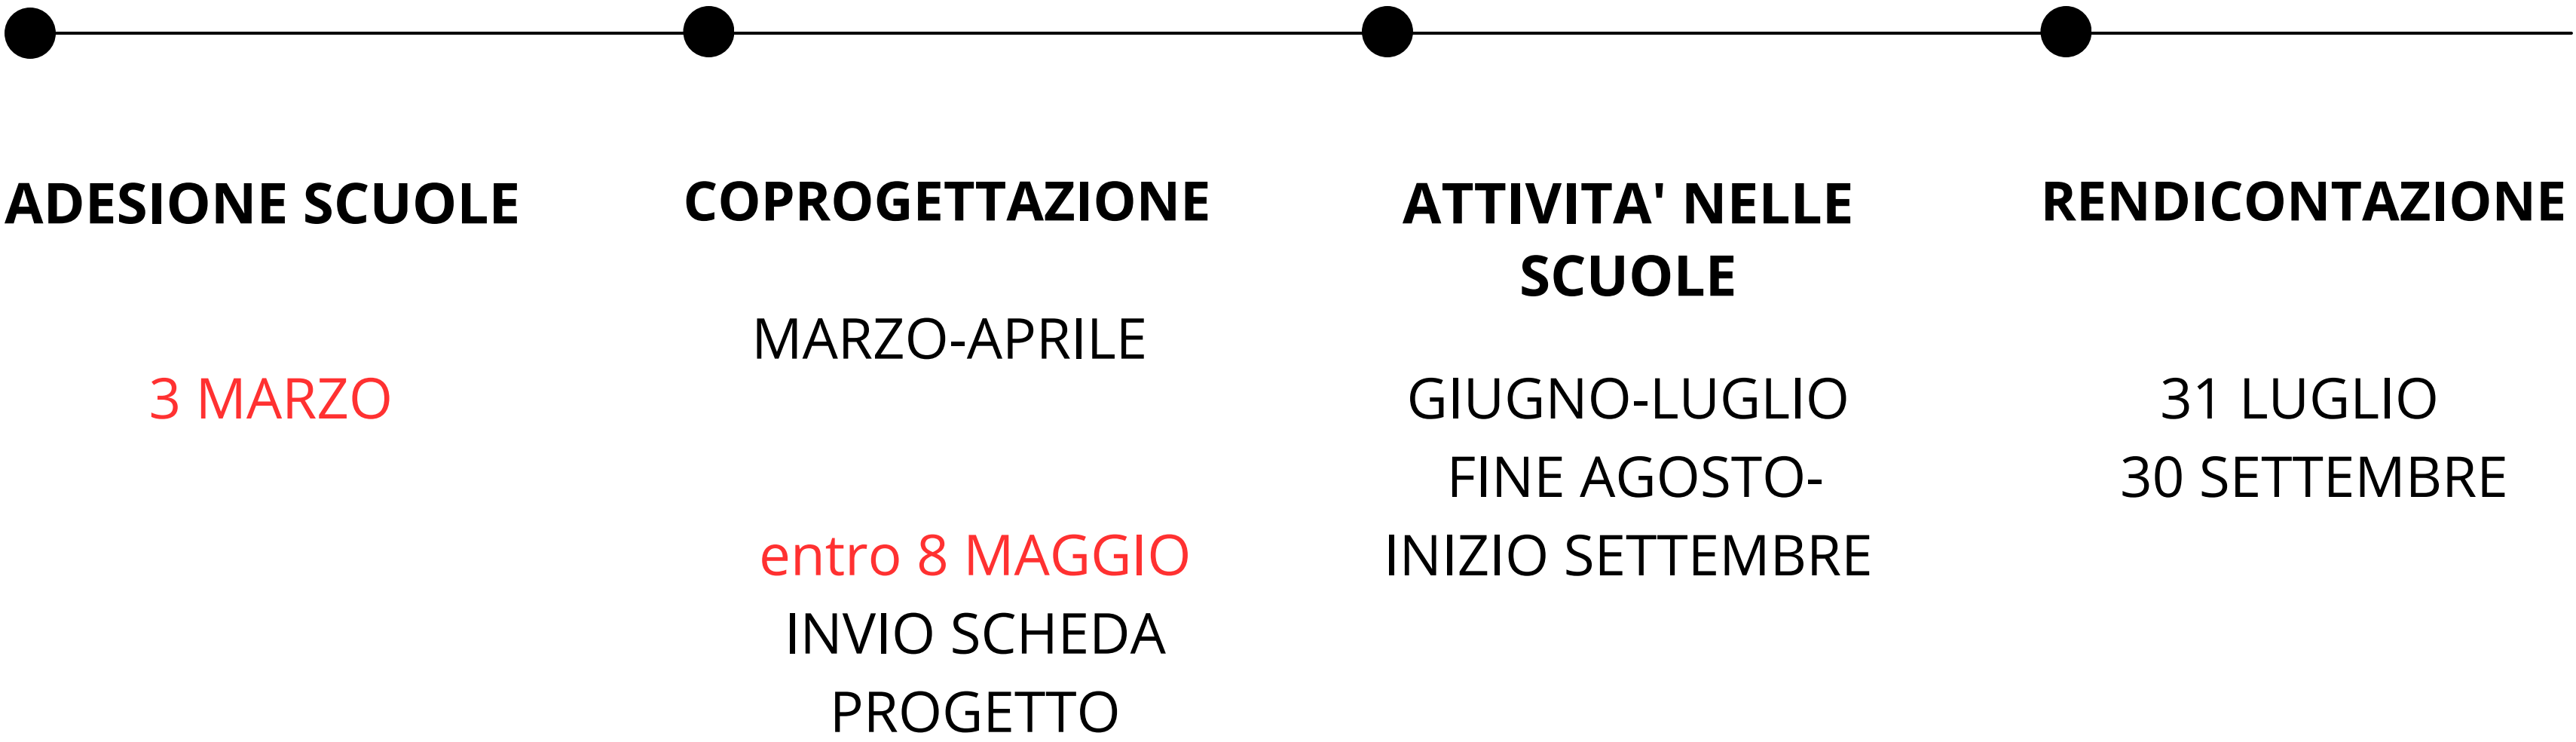 ADESIONE SCUOLE
3 MARZO
COPROGETTAZIONE
MARZO-APRILE
entro 8 MAGGIO
INVIO SCHEDA
PROGETTO
ATTIVITA' NELLE
SCUOLE
GIUGNO-LUGLIO
FINE AGOSTO-
INIZIO SETTEMBRE
RENDICONTAZIONE
31 LUGLIO
30 SETTEMBRE